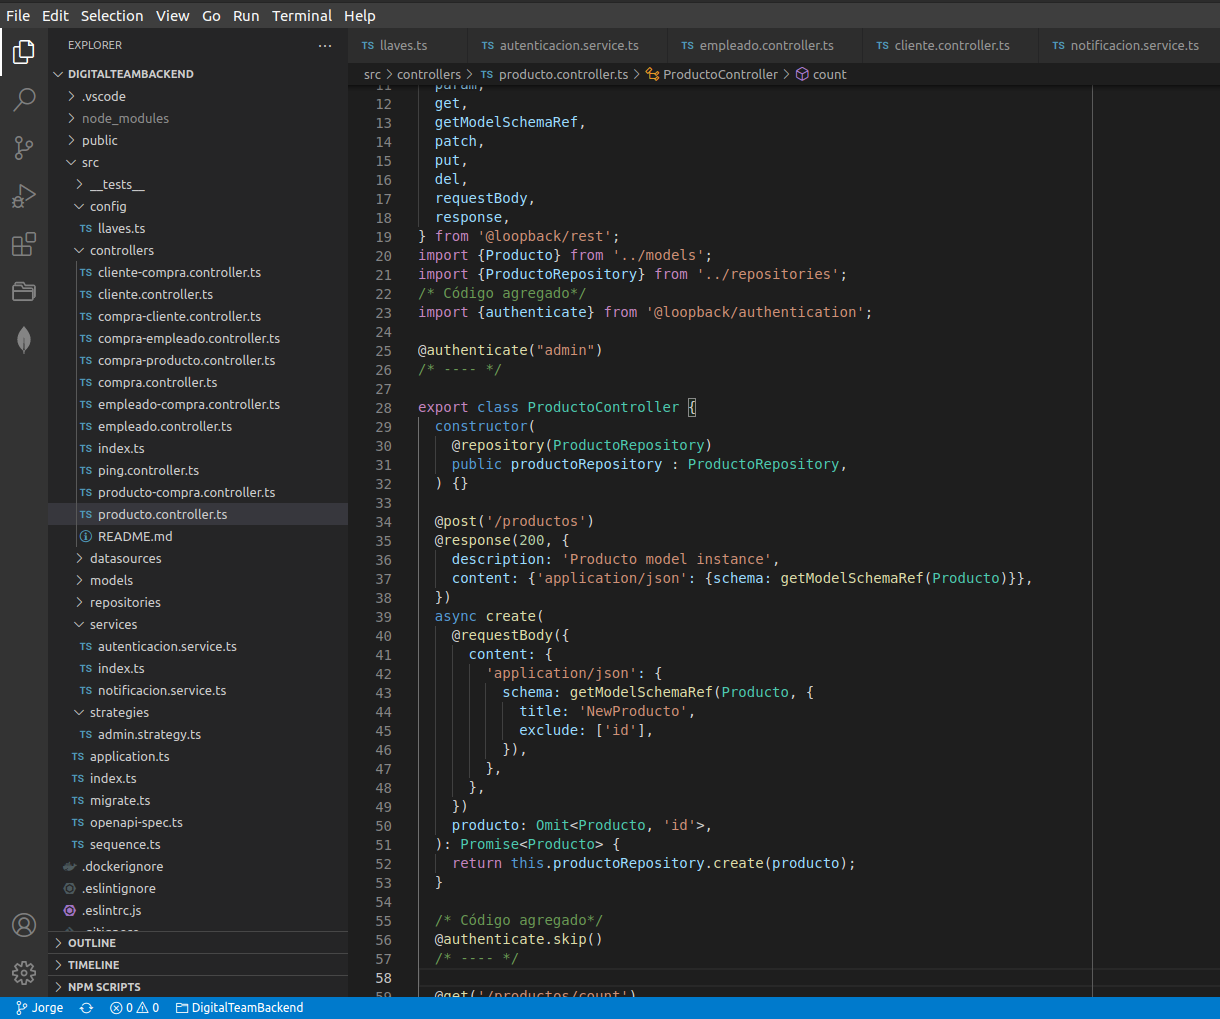 File Edit Selection View Go Run Terminal Help
EXPLORER ...
DIGITALTEAMBACKEND
.vscode
node_modules
public
src
__tests__
config
TS llaves.ts
controllers
TS cliente-compra.controller.ts
TS cliente.controller.ts
TS compra-cliente.controller.ts
TS compra-empleado.controller.ts
TS compra-producto.controller.ts
TS compra.controller.ts
TS empleado-compra.controller.ts
TS empleado.controller.ts
TS index.ts
TS ping.controller.ts
TS producto-compra.controller.ts
TS producto.controller.ts
README.md
datasources
models
repositories
services
TS autenticacion.service.ts
TS index.ts
TS notificacion.service.ts
strategies
TS admin.strategy.ts
TS application.ts
TS index.ts
TS migrate.ts
TS openapi-spec.ts
TS sequence.ts
.dockerignore
.eslintignore
.eslintrc.js
.gitignore
OUTLINE
TIMELINE
NPM SCRIPTS
TS llaves.ts TS autenticacion.service.ts TS empleado.controller.ts TS cliente.controller.ts TS notificacion.service.ts
src > controllers > TS producto.controller.ts > ProductoController > count
11 param,
12 get,
13 getModelSchemaRef,
14 patch,
15 put,
16 del,
17 requestBody,
18 response,
19 } from '@loopback/rest';
20 import {Producto} from '../models';
21 import {ProductoRepository} from '../repositories';
22 /* Código agregado*/
23 import {authenticate} from '@loopback/authentication';
24
25 @authenticate("admin")
26 /* ---- */
27
28 export class ProductoController {
29 constructor(
30 @repository(ProductoRepository)
31 public productoRepository : ProductoRepository,
32 ) {}
33
34 @post('/productos')
35 @response(200, {
36 description: 'Producto model instance',
37 content: {'application/json': {schema: getModelSchemaRef(Producto)}},
38 })
39 async create(
40 @requestBody({
41 content: {
42 'application/json': {
43 schema: getModelSchemaRef(Producto, {
44 title: 'NewProducto',
45 exclude: ['id'],
46 }),
47 },
48 },
49 })
50 producto: Omit<Producto, 'id'>,
51 ): Promise<Producto> {
52 return this.productoRepository.create(producto);
53 }
54
55 /* Código agregado*/
56 @authenticate.skip()
57 /* ---- */
58
59 @get('/productos/count')
Jorge 0 0 DigitalTeamBackend